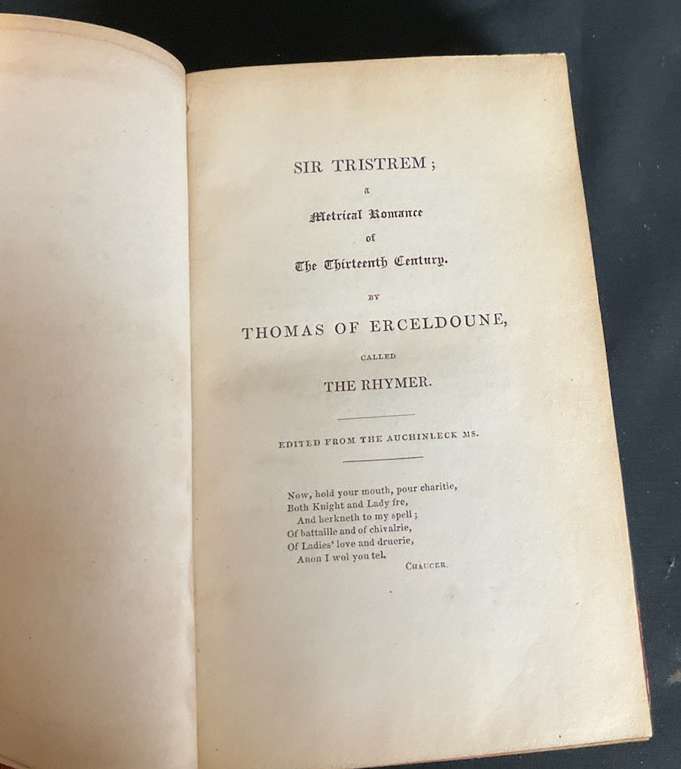 SIR TRISTREM;
a
Metrical Romance
of
The Thirteenth Century.
BY
THOMAS OF ERCELDOUNE,
CALLED
THE RHYMER.
EDITED FROM THE AUCHINLECK MS.
Now, hold your mouth, pour charitie,
Both Knight and Lady fre,
And herkneth to my spell;
Of battaille and of chivalrie,
Of Ladies' love and druerie,
Anon I wol you tel.
CHAUCER.